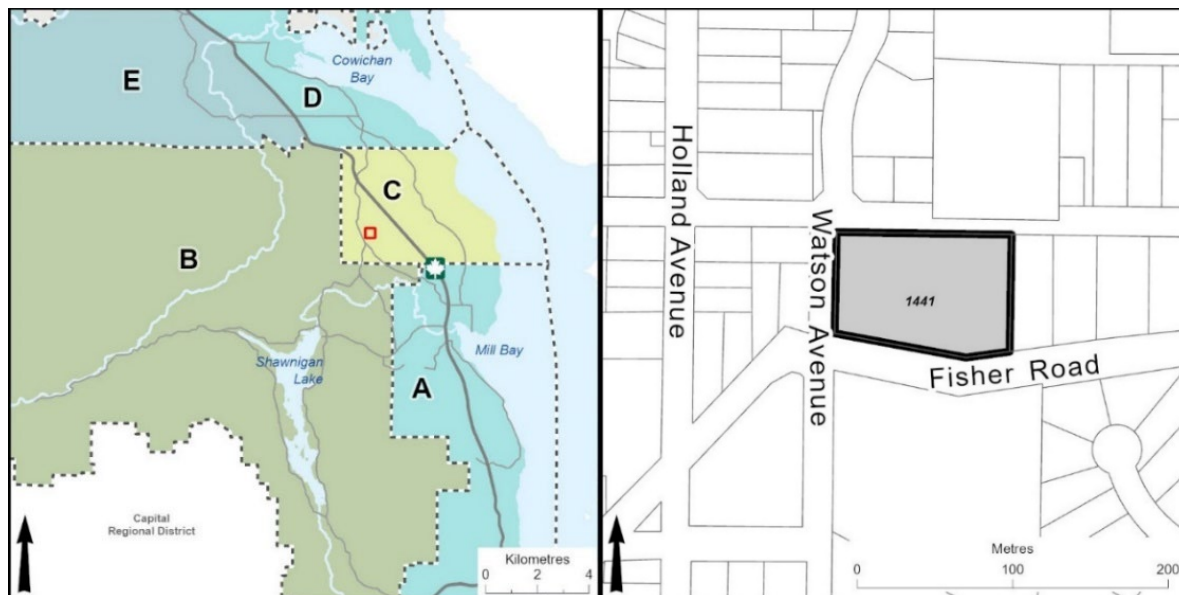 E
D
Cowichan
Bay
C
B
Shawnigan
Lake
Mill Bay
A
Capital
Regional District
Kilometres
0 2 4
Holland Avenue
Watson Avenue
1441
Fisher Road
Metres
0 100 200